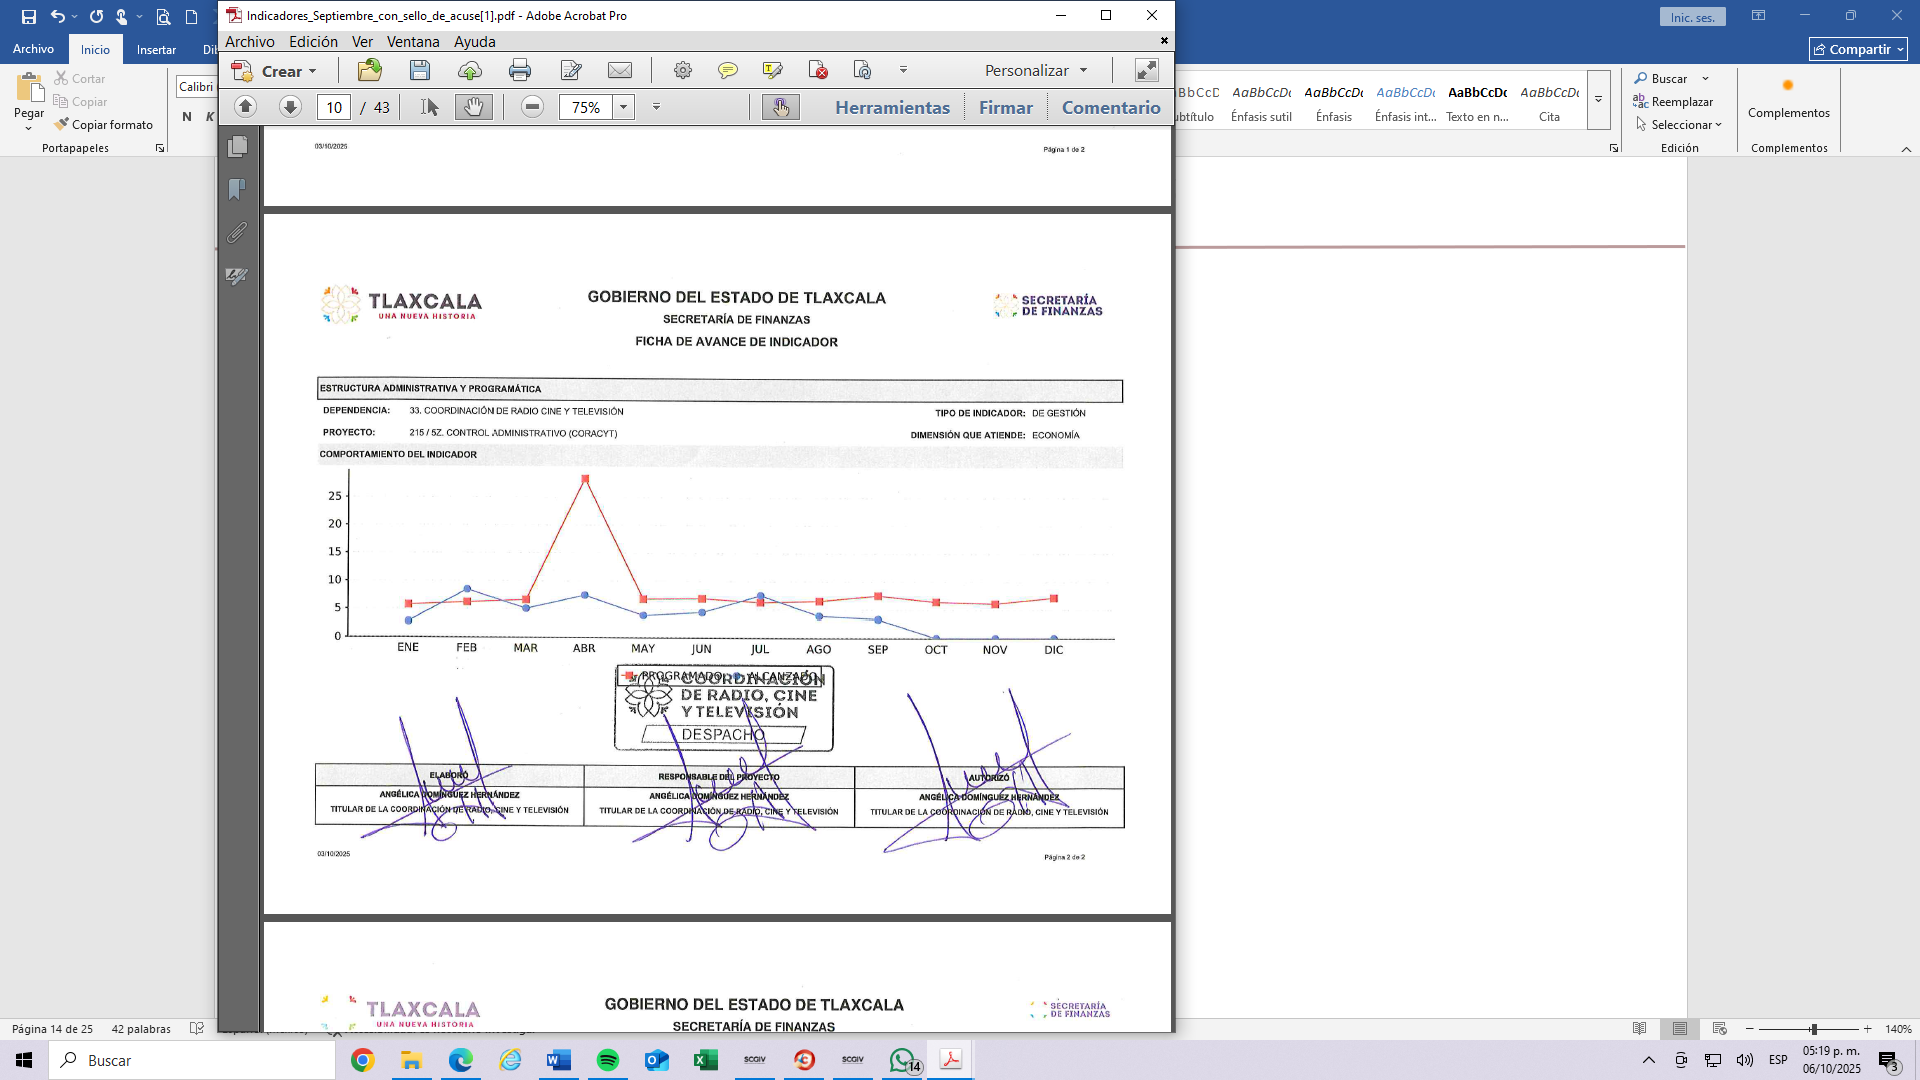 Indicadores_Septiembre_con_sello_de_acuse[1].pdf - Adobe Acrobat Pro
Inic. ses.
Archivo Edición Ver Ventana Ayuda
Archivo Inicio Insertar
Compartir
Crear
Personalizar
10 / 43
75%
Herramientas Firmar Comentario
Pegar
Cortar
Copiar
Copiar formato
Portapapeles
Calibri
N K
AaBbCcDc AaBbCcDc AaBbCcDc AaBbCcDc AaBbCcDc
Énfasis sutil Énfasis Énfasis int... Texto en n... Cita
Buscar
Reemplazar
Seleccionar
Edición
Complementos
Complementos
03/10/2025
Página 1 de 2
TLAXCALA
UNA NUEVA HISTORIA
GOBIERNO DEL ESTADO DE TLAXCALA
SECRETARÍA DE FINANZAS
FICHA DE AVANCE DE INDICADOR
SECRETARÍA
DE FINANZAS
ESTRUCTURA ADMINISTRATIVA Y PROGRAMÁTICA
DEPENDENCIA: 33. COORDINACIÓN DE RADIO CINE Y TELEVISIÓN
TIPO DE INDICADOR: DE GESTIÓN
PROYECTO: 215 / 5Z. CONTROL ADMINISTRATIVO (CORACYT)
DIMENSIÓN QUE ATIENDE: ECONOMÍA
COMPORTAMIENTO DEL INDICADOR
25
20
15
10
5
0
ENE FEB MAR ABR MAY JUN JUL AGO SEP OCT NOV DIC
PROGRAMADO ALCANZADO
COORDINACIÓN
DE RADIO, CINE
Y TELEVISIÓN
DESPACHO
ELABORÓ RESPONSABLE DEL PROYECTO AUTORIZÓ
ANGÉLICA DOMÍNGUEZ HERNÁNDEZ ANGÉLICA DOMÍNGUEZ HERNÁNDEZ ANGÉLICA DOMÍNGUEZ HERNÁNDEZ
TITULAR DE LA COORDINACIÓN DE RADIO, CINE Y TELEVISIÓN TITULAR DE LA COORDINACIÓN DE RADIO, CINE Y TELEVISIÓN TITULAR DE LA COORDINACIÓN DE RADIO, CINE Y TELEVISIÓN
03/10/2025
Página 2 de 2
TLAXCALA
UNA NUEVA HISTORIA
GOBIERNO DEL ESTADO DE TLAXCALA
SECRETARÍA DE FINANZAS
SECRETARÍA
DE FINANZAS
Página 14 de 25 42 palabras
140%
Buscar
SCGIV
SCGIV
14
ESP
05:19 p. m.
06/10/2025
3